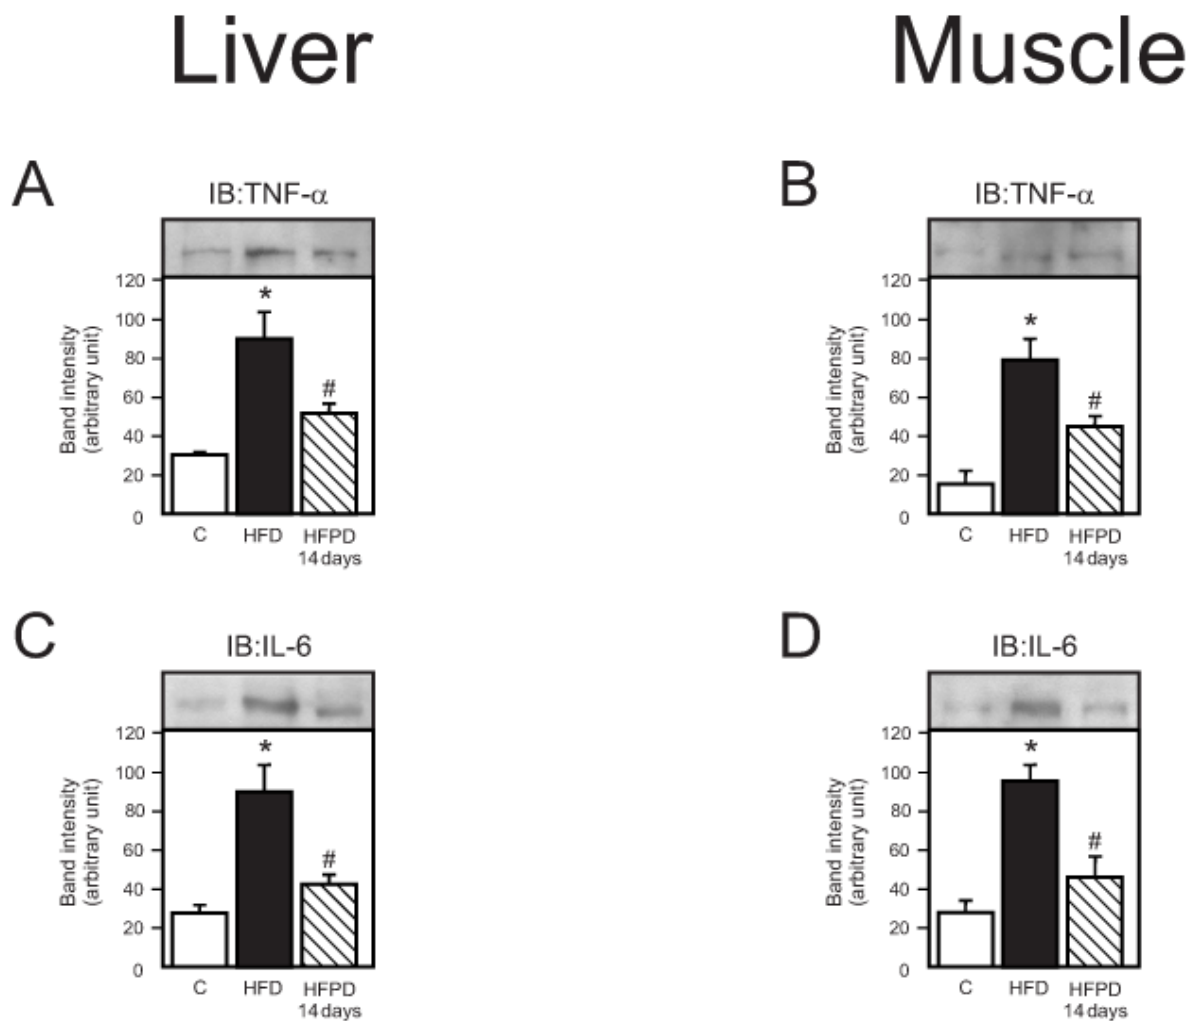 Liver
Muscle
A
IB:TNF-α
120
*
100
80
#
60
40
20
0
Band intensity
(arbitrary unit)
C HFD HFPD
14 days
B
IB:TNF-α
120
*
100
80
#
60
40
20
0
Band intensity
(arbitrary unit)
C HFD HFPD
14 days
C
IB:IL-6
120
*
100
80
#
60
40
20
0
Band intensity
(arbitrary unit)
C HFD HFPD
14 days
D
IB:IL-6
120
*
100
80
#
60
40
20
0
Band intensity
(arbitrary unit)
C HFD HFPD
14 days